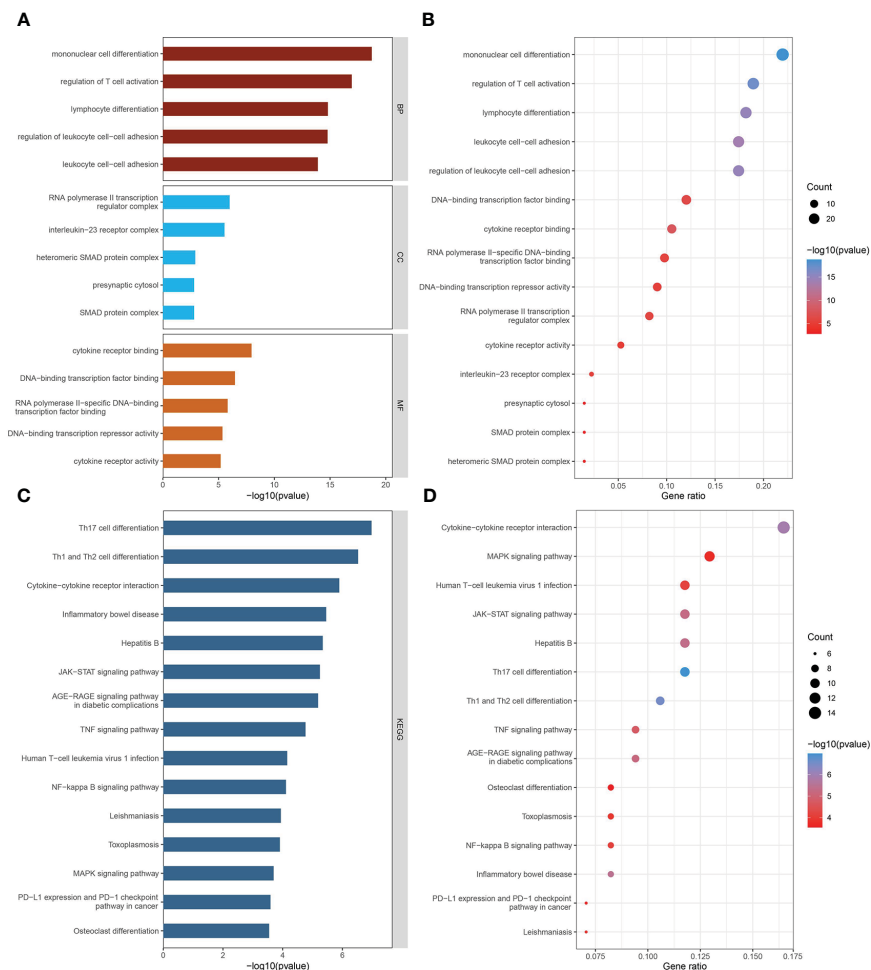 A
mononuclear cell differentiation
regulation of T cell activation
lymphocyte differentiation
regulation of leukocyte cell−cell adhesion
leukocyte cell−cell adhesion
BP
RNA polymerase II transcription
regulator complex
interleukin−23 receptor complex
heteromeric SMAD protein complex
presynaptic cytosol
SMAD protein complex
CC
cytokine receptor binding
DNA−binding transcription factor binding
RNA polymerase II−specific DNA−binding
transcription factor binding
DNA−binding transcription repressor activity
cytokine receptor activity
MF
0 5 10 15 20
−log10(pvalue)
B
mononuclear cell differentiation
regulation of T cell activation
lymphocyte differentiation
leukocyte cell−cell adhesion
regulation of leukocyte cell−cell adhesion
DNA−binding transcription factor binding
cytokine receptor binding
RNA polymerase II−specific DNA−binding
transcription factor binding
DNA−binding transcription repressor activity
RNA polymerase II transcription
regulator complex
cytokine receptor activity
interleukin−23 receptor complex
presynaptic cytosol
SMAD protein complex
heteromeric SMAD protein complex
0.05 0.10 0.15 0.20
Gene ratio
Count
10
20
−log10(pvalue)
15
10
5
C
Th17 cell differentiation
Th1 and Th2 cell differentiation
Cytokine−cytokine receptor interaction
Inflammatory bowel disease
Hepatitis B
JAK−STAT signaling pathway
AGE−RAGE signaling pathway
in diabetic complications
TNF signaling pathway
Human T−cell leukemia virus 1 infection
NF−kappa B signaling pathway
Leishmaniasis
Toxoplasmosis
MAPK signaling pathway
PD−L1 expression and PD−1 checkpoint
pathway in cancer
Osteoclast differentiation
KEGG
0 2 4 6
−log10(pvalue)
D
Cytokine−cytokine receptor interaction
MAPK signaling pathway
Human T−cell leukemia virus 1 infection
JAK−STAT signaling pathway
Hepatitis B
Th17 cell differentiation
Th1 and Th2 cell differentiation
TNF signaling pathway
AGE−RAGE signaling pathway
in diabetic complications
Osteoclast differentiation
Toxoplasmosis
NF−kappa B signaling pathway
Inflammatory bowel disease
PD−L1 expression and PD−1 checkpoint
pathway in cancer
Leishmaniasis
0.075 0.100 0.125 0.150 0.175
Gene ratio
Count
6
8
10
12
14
−log10(pvalue)
6
5
4